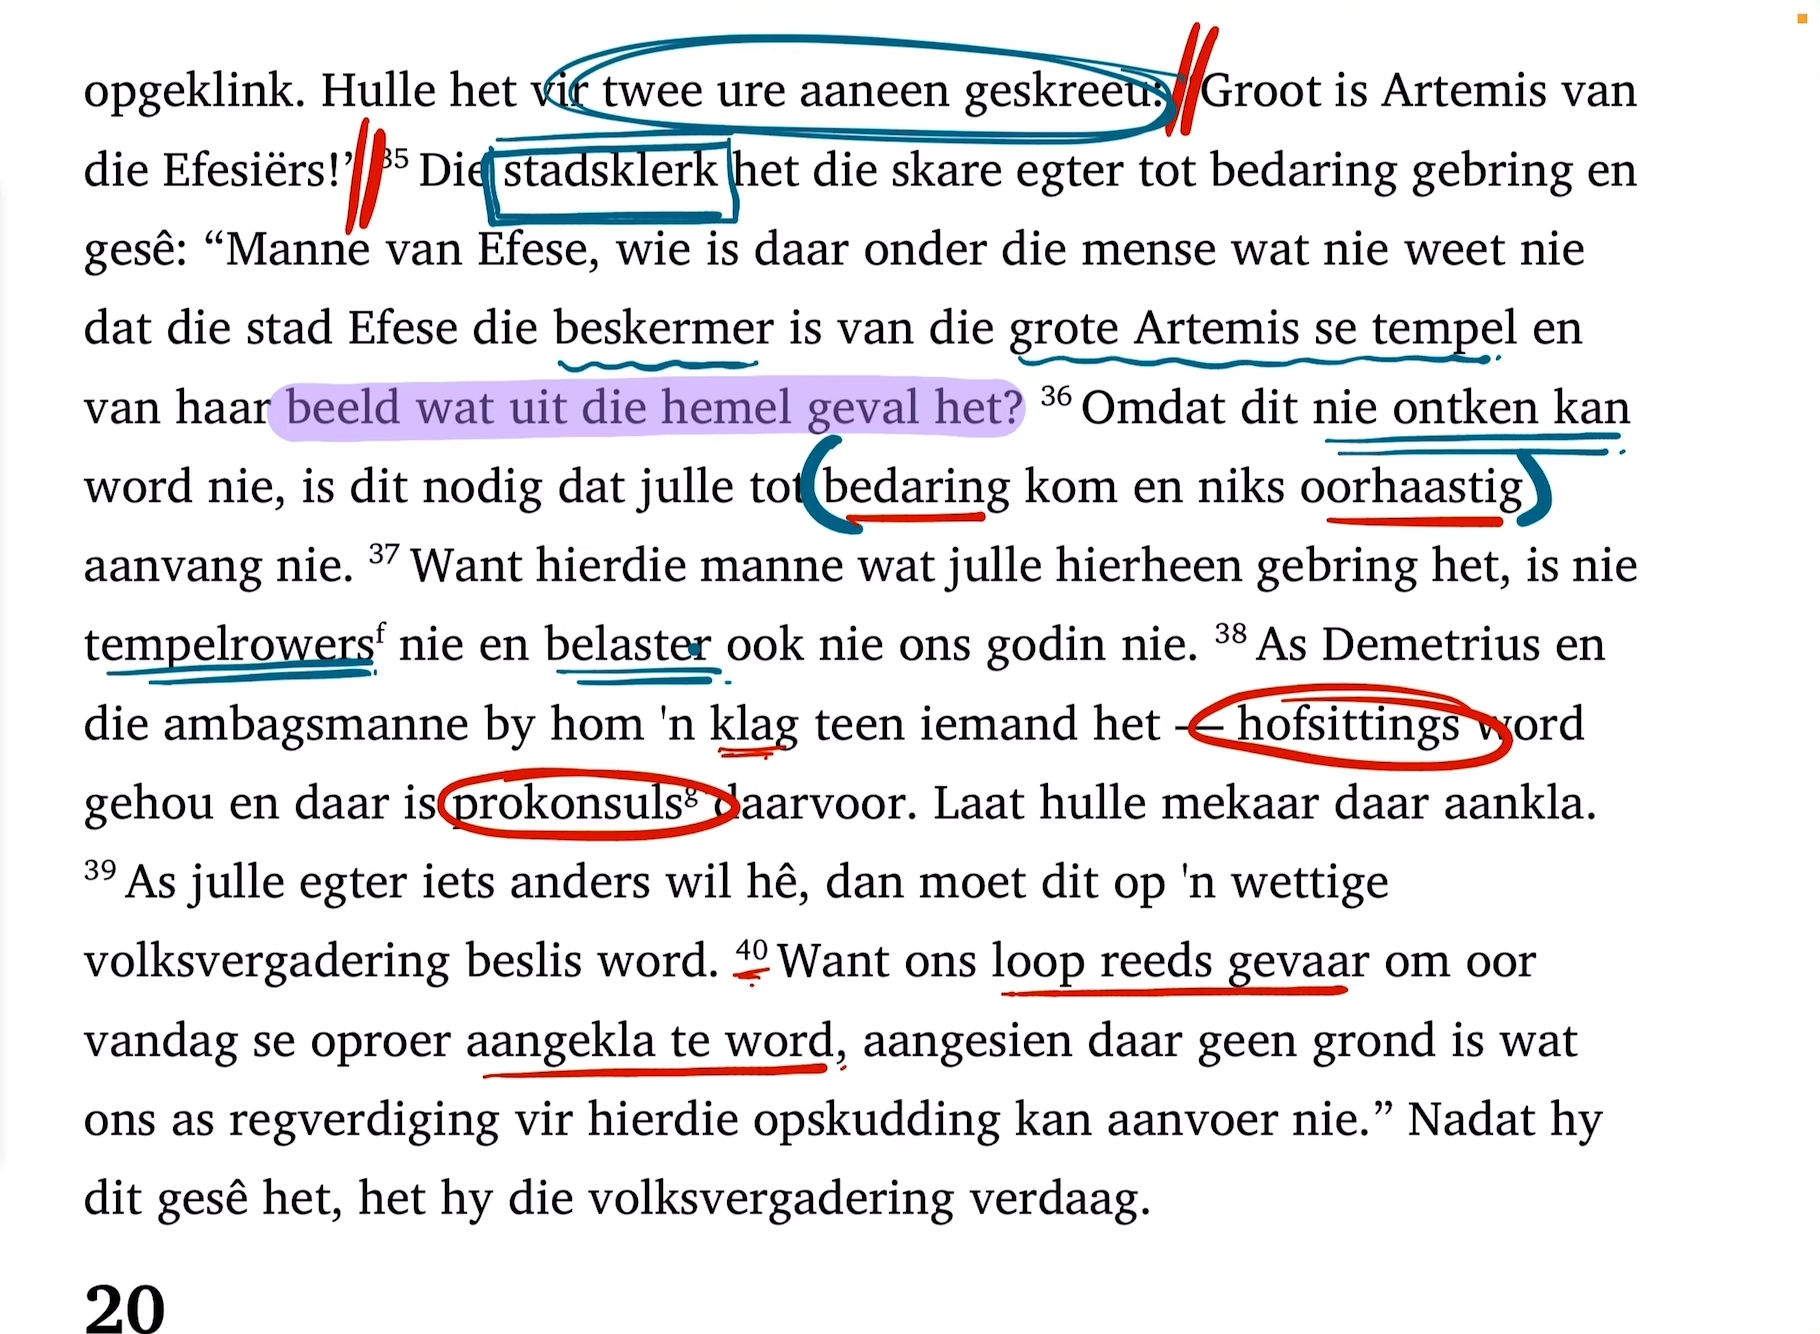 opgeklink. Hulle het vir twee ure aaneen geskreeu: “Groot is Artemis van
die Efesiërs!” 35 Die stadsklerk het die skare egter tot bedaring gebring en
gesê: “Manne van Efese, wie is daar onder die mense wat nie weet nie
dat die stad Efese die beskermer is van die grote Artemis se tempel en
van haar beeld wat uit die hemel geval het? 36 Omdat dit nie ontken kan
word nie, is dit nodig dat julle tot bedaring kom en niks oorhaastig
aanvang nie. 37 Want hierdie manne wat julle hierheen gebring het, is nie
tempelrowersf nie en belaster ook nie ons godin nie. 38 As Demetrius en
die ambagsmanne by hom 'n klag teen iemand het — hofsittings word
gehou en daar is prokonsulsg daarvoor. Laat hulle mekaar daar aankla.
39 As julle egter iets anders wil hê, dan moet dit op 'n wettige
volksvergadering beslis word. 40 Want ons loop reeds gevaar om oor
vandag se oproer aangekla te word, aangesien daar geen grond is wat
ons as regverdiging vir hierdie opskudding kan aanvoer nie.” Nadat hy
dit gesê het, het hy die volksvergadering verdaag.
20